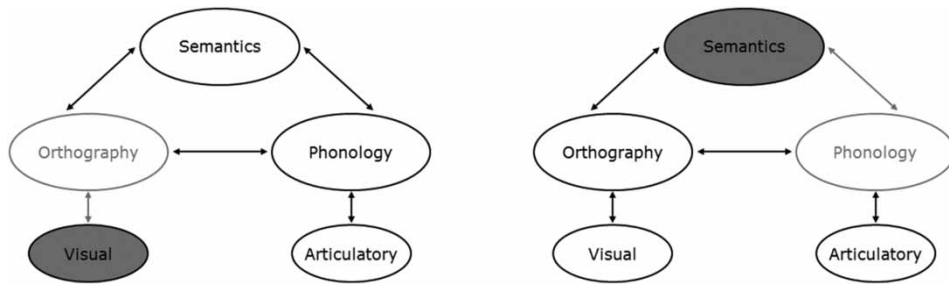 Semantics
Orthography
Phonology
Visual
Articulatory
Semantics
Orthography
Phonology
Visual
Articulatory